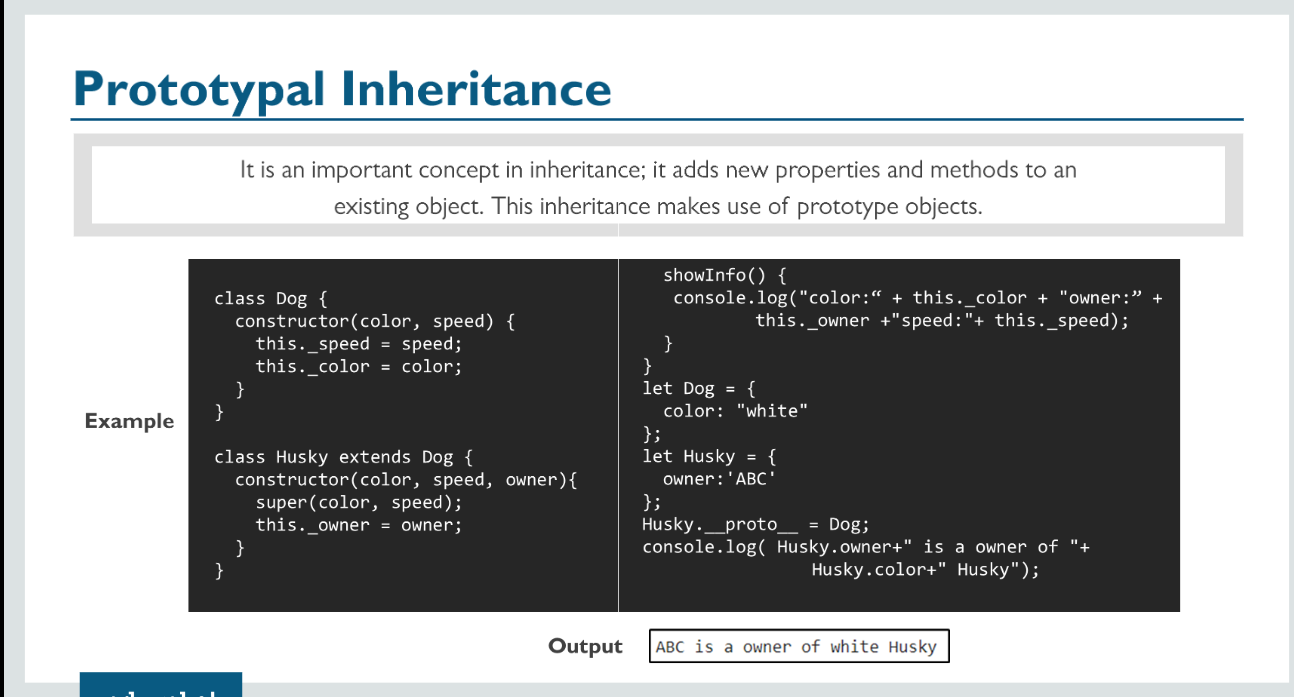 Prototypal Inheritance
It is an important concept in inheritance; it adds new properties and methods to an
existing object. This inheritance makes use of prototype objects.
Example
class Dog {
  constructor(color, speed) {
    this._speed = speed;
    this._color = color;
  }
}
class Husky extends Dog {
  constructor(color, speed, owner){
    super(color, speed);
    this._owner = owner;
  }
}
  showInfo() {
   console.log("color:“ + this._color + "owner:” +
           this._owner +"speed:"+ this._speed);
  }
}
let Dog = {
  color: "white"
};
let Husky = {
  owner:'ABC'
};
Husky.__proto__ = Dog;
console.log( Husky.owner+" is a owner of "+
                Husky.color+" Husky");
Output
ABC is a owner of white Husky